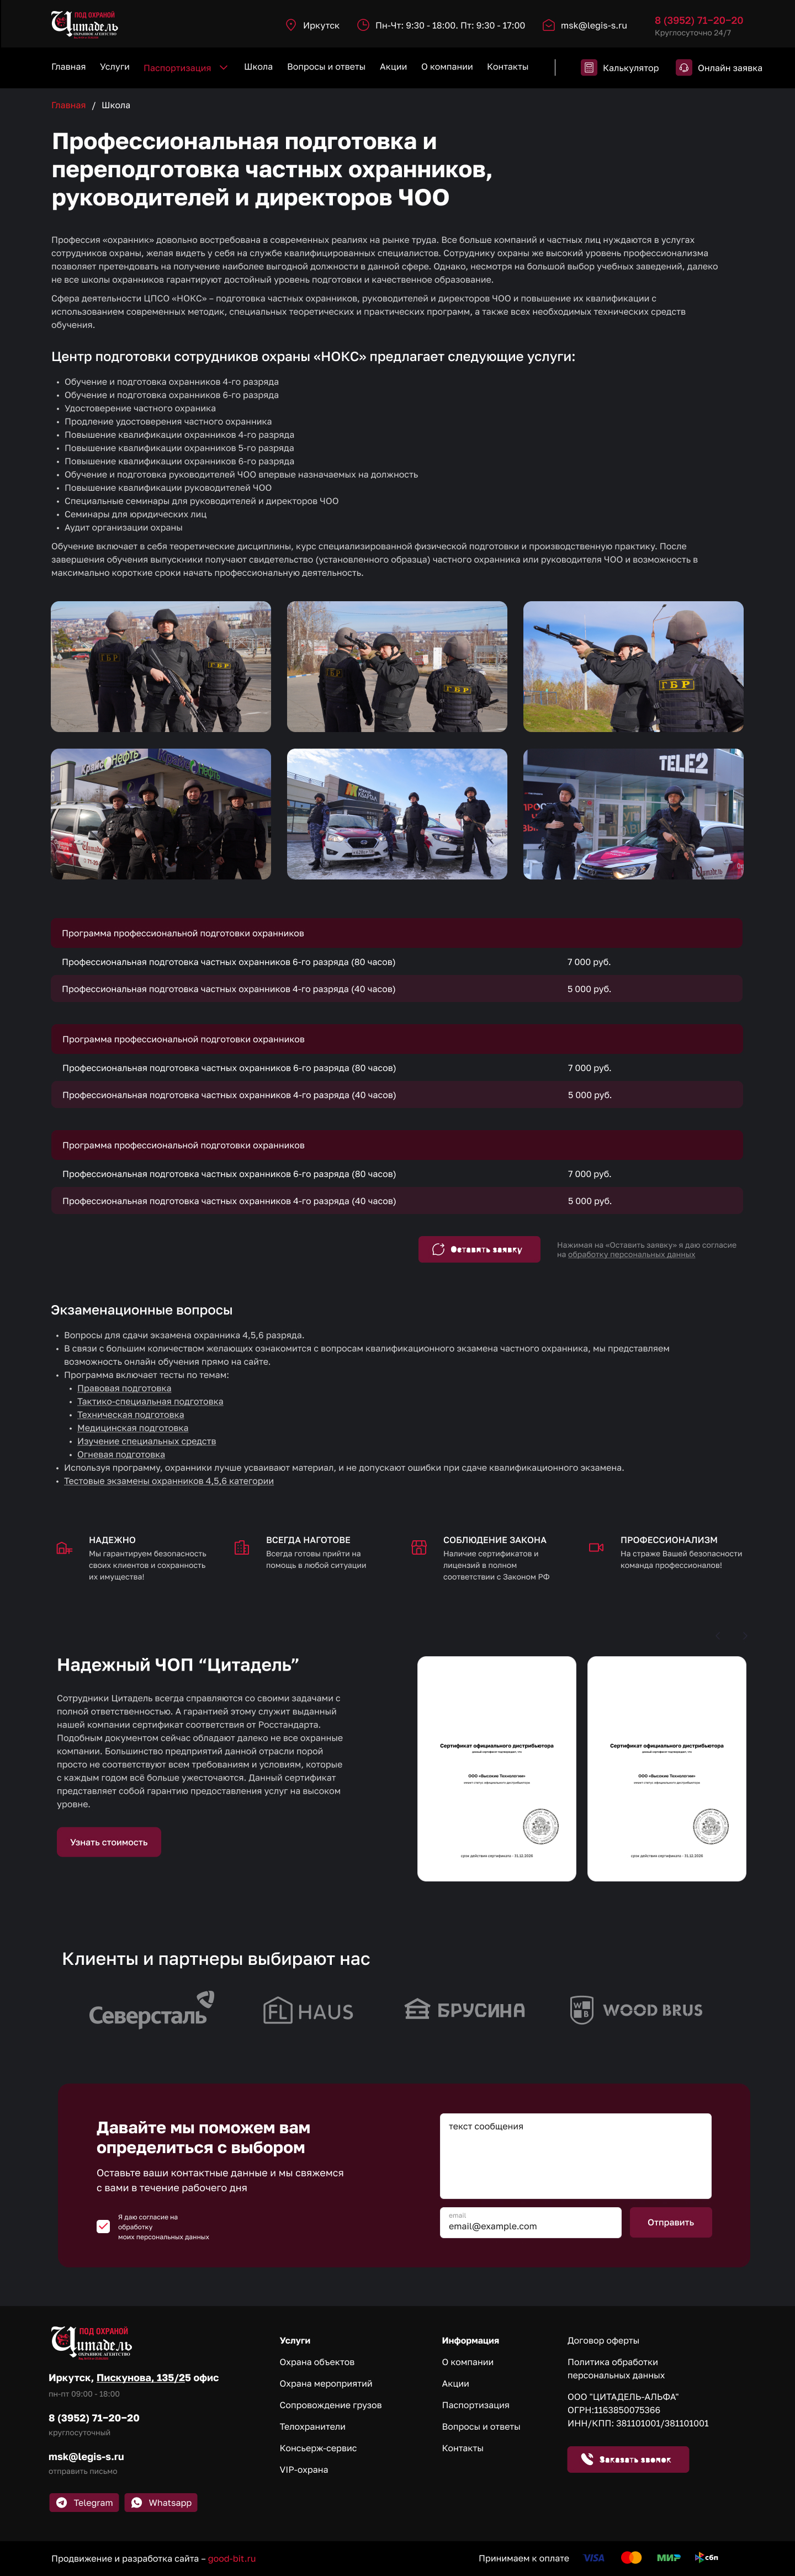 ПОД ОХРАНОЙ
Цитадель
ОХРАННОЕ АГЕНТСТВО
Иркутск
Пн-Чт: 9:30 - 18:00. Пт: 9:30 - 17:00
msk@legis-s.ru
8 (3952) 71–20–20
Круглосуточно 24/7
Главная
Услуги
Паспортизация
Школа
Вопросы и ответы
Акции
О компании
Контакты
Калькулятор
Онлайн заявка
Главная / Школа
Профессиональная подготовка и
переподготовка частных охранников,
руководителей и директоров ЧОО
Профессия «охранник» довольно востребована в современных реалиях на рынке труда. Все больше компаний и частных лиц нуждаются в услугах
сотрудников охраны, желая видеть у себя на службе квалифицированных специалистов. Сотруднику охраны же высокий уровень профессионализма
позволяет претендовать на получение наиболее выгодной должности в данной сфере. Однако, несмотря на большой выбор учебных заведений, далеко
не все школы охранников гарантируют достойный уровень подготовки и качественное образование.
Сфера деятельности ЦПСО «НОКС» – подготовка частных охранников, руководителей и директоров ЧОО и повышение их квалификации с
использованием современных методик, специальных теоретических и практических программ, а также всех необходимых технических средств
обучения.
Центр подготовки сотрудников охраны «НОКС» предлагает следующие услуги:
• Обучение и подготовка охранников 4-го разряда
• Обучение и подготовка охранников 6-го разряда
• Удостоверение частного охраника
• Продление удостоверения частного охранника
• Повышение квалификации охранников 4-го разряда
• Повышение квалификации охранников 5-го разряда
• Повышение квалификации охранников 6-го разряда
• Обучение и подготовка руководителей ЧОО впервые назначаемых на должность
• Повышение квалификации руководителей ЧОО
• Специальные семинары для руководителей и директоров ЧОО
• Семинары для юридических лиц
• Аудит организации охраны
Обучение включает в себя теоретические дисциплины, курс специализированной физической подготовки и производственную практику. После
завершения обучения выпускники получают свидетельство (установленного образца) частного охранника или руководителя ЧОО и возможность в
максимально короткие сроки начать профессиональную деятельность.
ГБР
ГБР
ГБР
ГБР
ГБР
КрайсНефть
КВАРТАЛ
TELE2
Программа профессиональной подготовки охранников
Профессиональная подготовка частных охранников 6-го разряда (80 часов)
7 000 руб.
Профессиональная подготовка частных охранников 4-го разряда (40 часов)
5 000 руб.
Программа профессиональной подготовки охранников
Профессиональная подготовка частных охранников 6-го разряда (80 часов)
7 000 руб.
Профессиональная подготовка частных охранников 4-го разряда (40 часов)
5 000 руб.
Программа профессиональной подготовки охранников
Профессиональная подготовка частных охранников 6-го разряда (80 часов)
7 000 руб.
Профессиональная подготовка частных охранников 4-го разряда (40 часов)
5 000 руб.
Оставить заявку
Нажимая на «Оставить заявку» я даю согласие
на обработку персональных данных
Экзаменационные вопросы
• Вопросы для сдачи экзамена охранника 4,5,6 разряда.
• В связи с большим количеством желающих ознакомится с вопросам квалификационного экзамена частного охранника, мы представляем
возможность онлайн обучения прямо на сайте.
• Программа включает тесты по темам:
• Правовая подготовка
• Тактико-специальная подготовка
• Техническая подготовка
• Медицинская подготовка
• Изучение специальных средств
• Огневая подготовка
• Используя программу, охранники лучше усваивают материал, и не допускают ошибки при сдаче квалификационного экзамена.
• Тестовые экзамены охранников 4,5,6 категории
НАДЕЖНО
Мы гарантируем безопасность
своих клиентов и сохранность
их имущества!
ВСЕГДА НАГОТОВЕ
Всегда готовы прийти на
помощь в любой ситуации
СОБЛЮДЕНИЕ ЗАКОНА
Наличие сертификатов и
лицензий в полном
соответствии с Законом РФ
ПРОФЕССИОНАЛИЗМ
На страже Вашей безопасности
команда профессионалов!
Надежный ЧОП “Цитадель”
Сотрудники Цитадель всегда справляются со своими задачами с
полной ответственностью. А гарантией этому служит выданный
нашей компании сертификат соответствия от Росстандарта.
Подобным документом сейчас обладают далеко не все охранные
компании. Большинство предприятий данной отрасли порой
просто не соответствуют всем требованиям и условиям, которые
с каждым годом всё больше ужесточаются. Данный сертификат
представляет собой гарантию предоставления услуг на высоком
уровне.
Узнать стоимость
Сертификат официального дистрибьютора
данный сертификат подтверждает, что
ООО «Высокие Технологии»
имеет статус официального дистрибьютора
срок действия сертификата - 31.12.2026
Сертификат официального дистрибьютора
данный сертификат подтверждает, что
ООО «Высокие Технологии»
имеет статус официального дистрибьютора
срок действия сертификата - 31.12.2026
Клиенты и партнеры выбирают нас
Северсталь
FL HAUS
БРУСИНА
WB WOOD BRUS
Давайте мы поможем вам
определиться с выбором
Оставьте ваши контактные данные и мы свяжемся
с вами в течение рабочего дня
Я даю согласие на
обработку
моих персональных данных
текст сообщения
email
email@example.com
Отправить
ПОД ОХРАНОЙ
Цитадель
ОХРАННОЕ АГЕНТСТВО
Иркутск, Пискунова, 135/25 офис
пн-пт 09:00 - 18:00
8 (3952) 71–20–20
круглосуточный
msk@legis-s.ru
отправить письмо
Telegram
Whatsapp
Услуги
Охрана объектов
Охрана мероприятий
Сопровождение грузов
Телохранители
Консьерж-сервис
VIP-охрана
Информация
О компании
Акции
Паспортизация
Вопросы и ответы
Контакты
Договор оферты
Политика обработки
персональных данных
ООО "ЦИТАДЕЛЬ-АЛЬФА"
ОГРН:1163850075366
ИНН/КПП: 381101001/381101001
Заказать звонок
Продвижение и разработка сайта – good-bit.ru
Принимаем к оплате
VISA
МИР
сбп